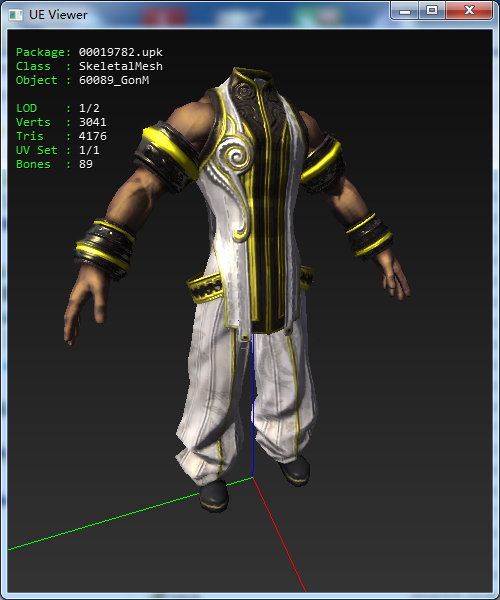 UE Viewer
Package: 00019782.upk
Class : SkeletalMesh
Object : 60089_GonM
LOD : 1/2
Verts : 3041
Tris : 4176
UV Set : 1/1
Bones : 89